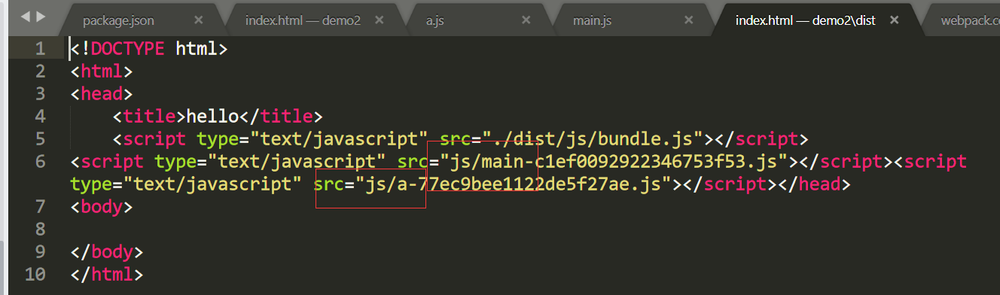 package.json × index.html — demo2 × a.js × main.js × index.html — demo2\dist × webpack.co
1 <!DOCTYPE html>
2 <html>
3 <head>
4     <title>hello</title>
5     <script type="text/javascript" src="./dist/js/bundle.js"></script>
6 <script type="text/javascript" src="js/main-c1ef0092922346753f53.js"></script><script
type="text/javascript" src="js/a-77ec9bee1122de5f27ae.js"></script></head>
7 <body>
8
9 </body>
10 </html>